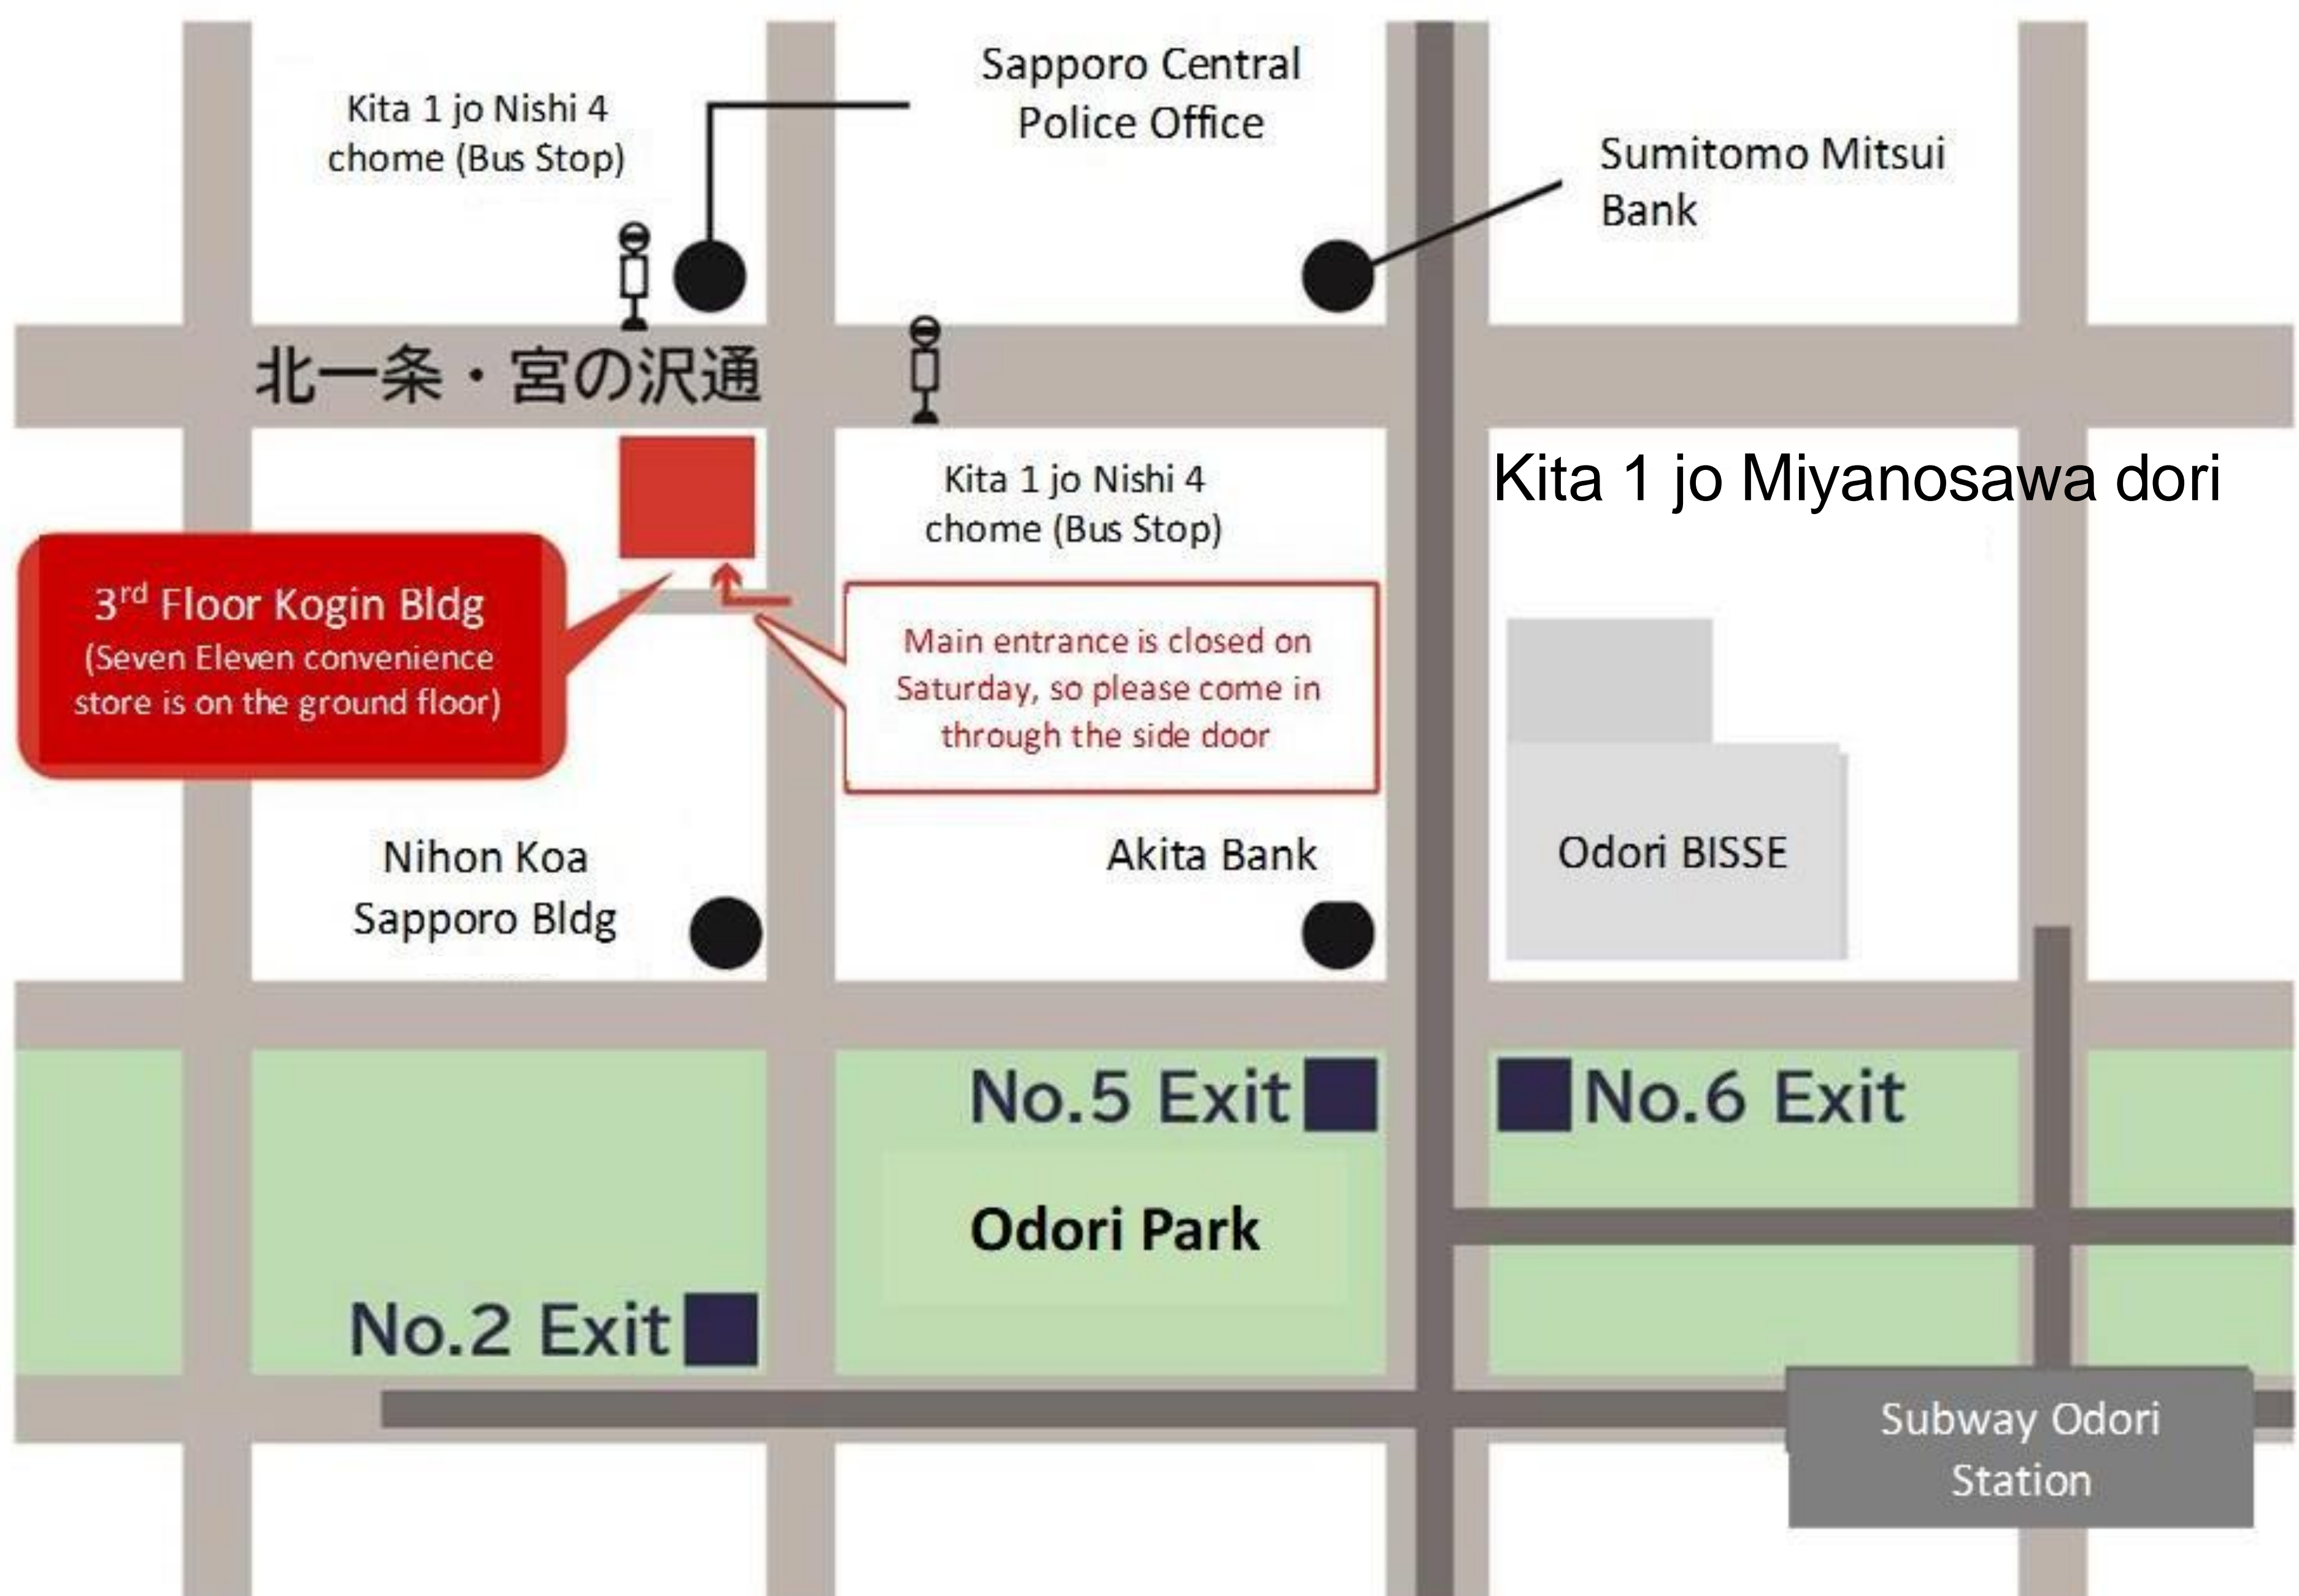 Sapporo Central
Police Office
Kita 1 jo Nishi 4
chome (Bus Stop)
Sumitomo Mitsui
Bank
北一条・宮の沢通
Kita 1 jo Nishi 4
chome (Bus Stop)
Kita 1 jo Miyanosawa dori
3rd Floor Kogin Bldg
(Seven Eleven convenience
store is on the ground floor)
Main entrance is closed on
Saturday, so please come in
through the side door
Nihon Koa
Sapporo Bldg
Akita Bank
Odori BISSE
No.5 Exit
No.6 Exit
Odori Park
No.2 Exit
Subway Odori
Station